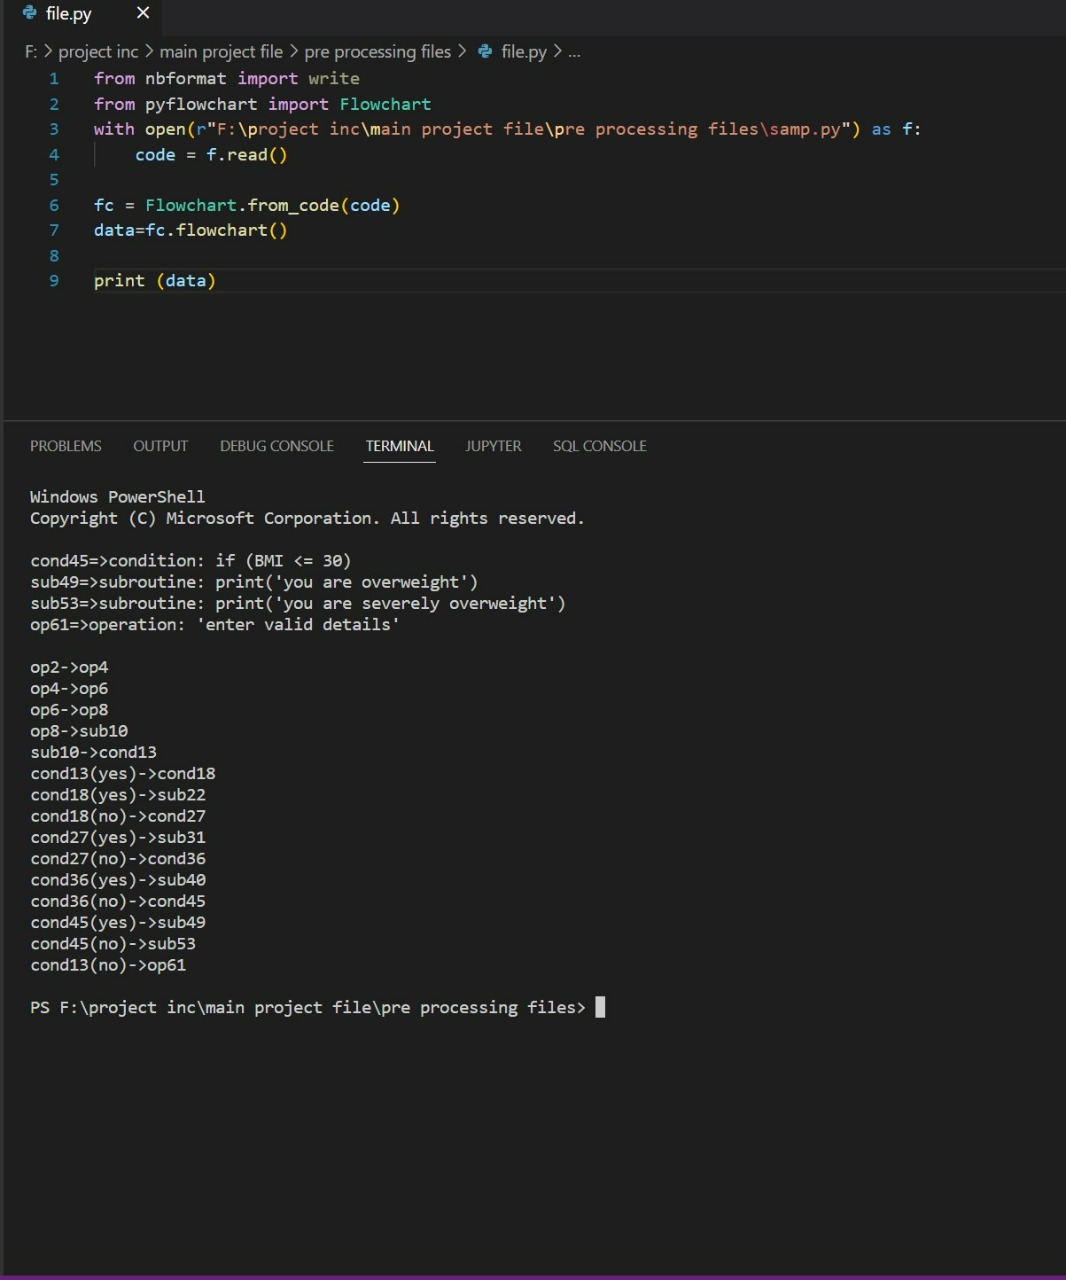 file.py
F: > project inc > main project file > pre processing files > file.py > ...
1 from nbformat import write
2 from pyflowchart import Flowchart
3 with open(r"F:\project inc\main project file\pre processing files\samp.py") as f:
4     code = f.read()
5
6 fc = Flowchart.from_code(code)
7 data=fc.flowchart()
8
9 print (data)
PROBLEMS OUTPUT DEBUG CONSOLE TERMINAL JUPYTER SQL CONSOLE
Windows PowerShell
Copyright (C) Microsoft Corporation. All rights reserved.
cond45=>condition: if (BMI <= 30)
sub49=>subroutine: print('you are overweight')
sub53=>subroutine: print('you are severely overweight')
op61=>operation: 'enter valid details'
op2->op4
op4->op6
op6->op8
op8->sub10
sub10->cond13
cond13(yes)->cond18
cond18(yes)->sub22
cond18(no)->cond27
cond27(yes)->sub31
cond27(no)->cond36
cond36(yes)->sub40
cond36(no)->cond45
cond45(yes)->sub49
cond45(no)->sub53
cond13(no)->op61
PS F:\project inc\main project file\pre processing files>